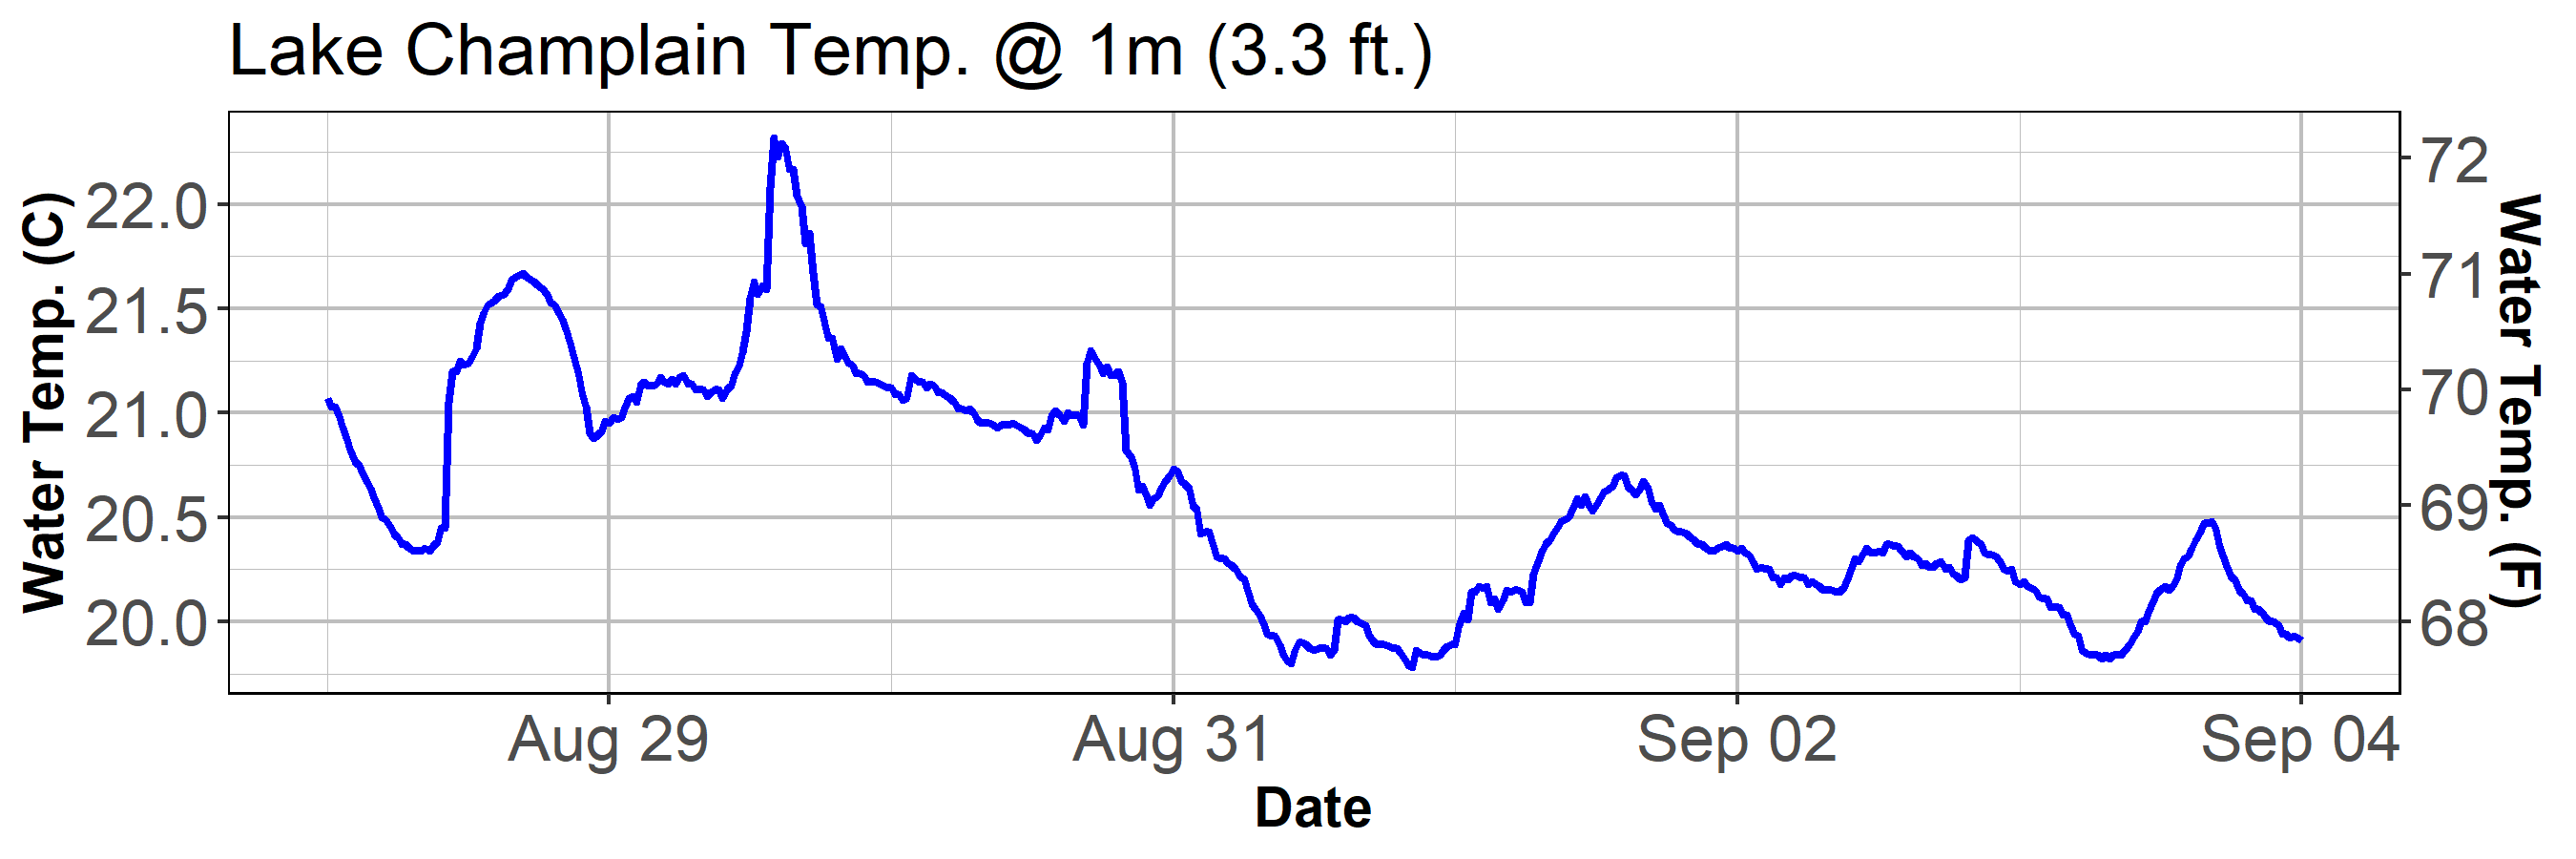 Lake Champlain Temp. @ 1m (3.3 ft.)
Water Temp. (C)
22.0
21.5
21.0
20.5
20.0
72
71
70
69
68
Water Temp. (F)
Aug 29
Aug 31
Sep 02
Sep 04
Date